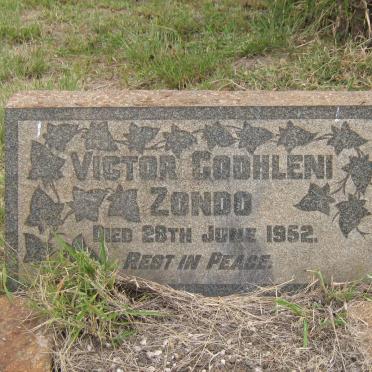 VICTOR GODHLENI
ZONDO
DIED 28TH JUNE 1952.
REST IN PEACE.